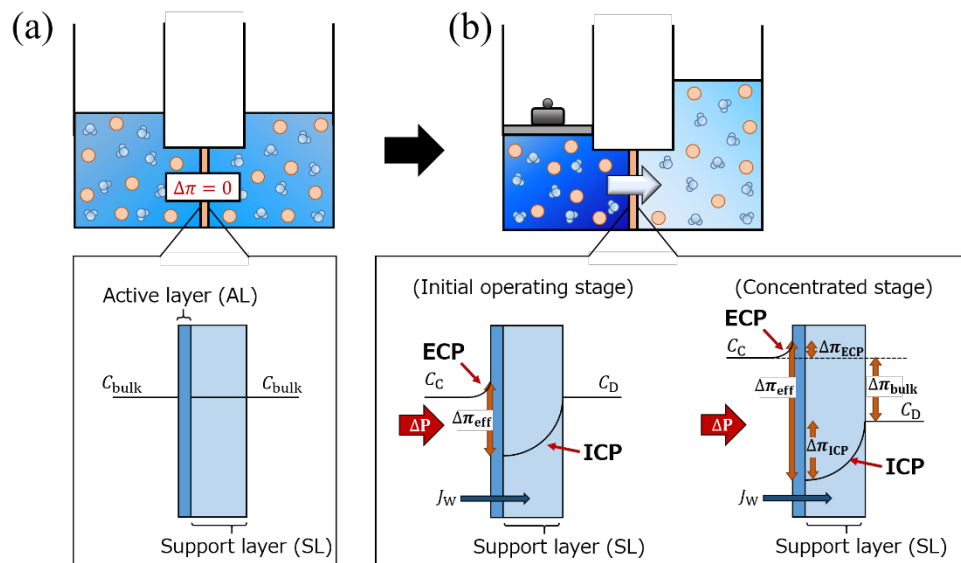 (a)
Δπ = 0
Active layer (AL)
C_bulk
C_bulk
Support layer (SL)
(b)
(Initial operating stage)
ECP
C_C
C_D
Δπ_eff
ΔP
ICP
J_W
Support layer (SL)
(Concentrated stage)
ECP
C_C
Δπ_ECP
Δπ_eff
Δπ_bulk
C_D
ΔP
Δπ_ICP
ICP
J_W
Support layer (SL)